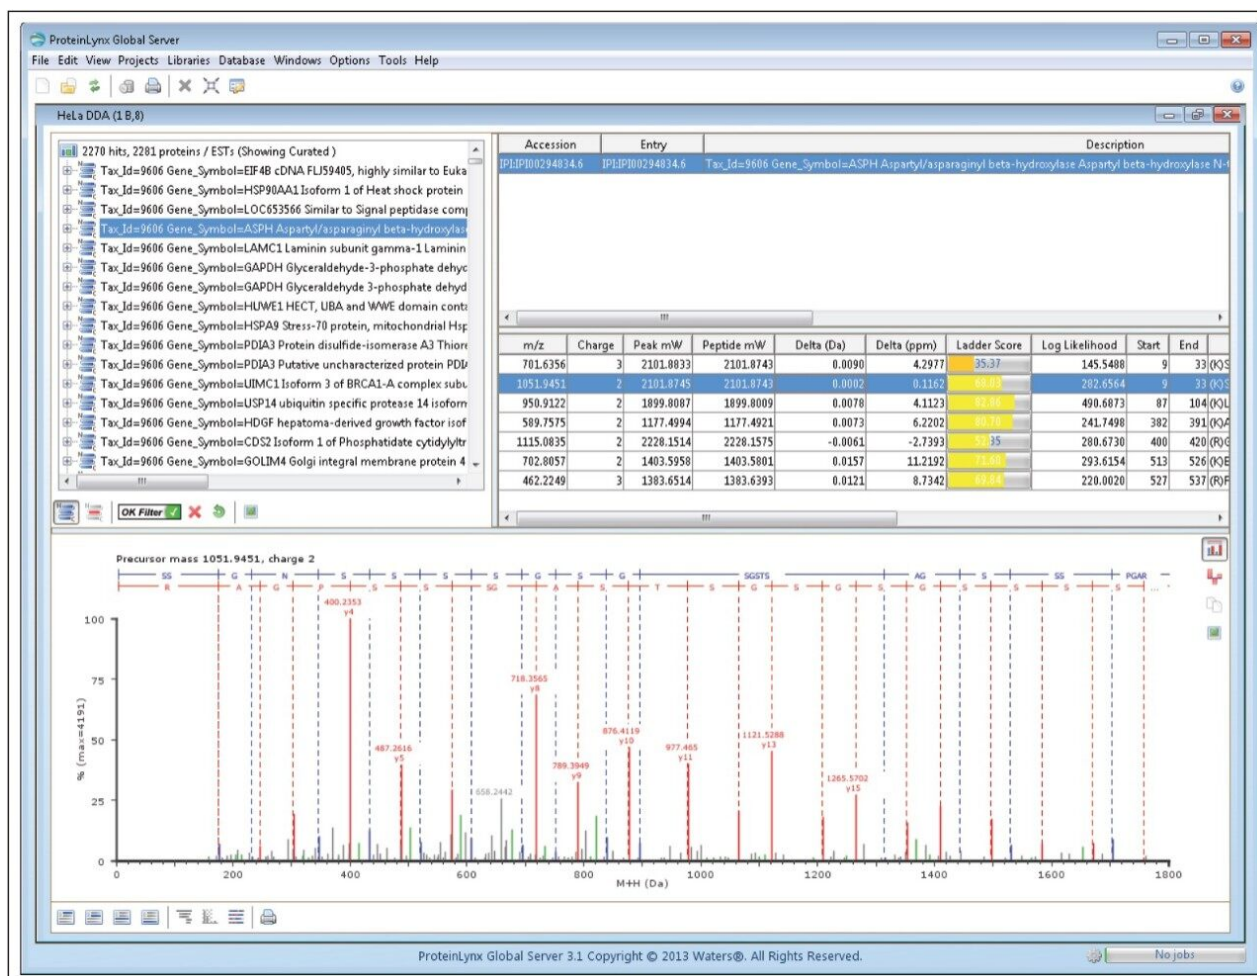 ProteinLynx Global Server
File Edit View Projects Libraries Database Windows Options Tools Help
HeLa DDA (1 B,8)
2270 hits, 2281 proteins / ESTs (Showing Curated )
Tax_Id=9606 Gene_Symbol=EIF4B cDNA FLJ59405, highly similar to Euka
Tax_Id=9606 Gene_Symbol=HSP90AA1 Isoform 1 of Heat shock protein
Tax_Id=9606 Gene_Symbol=LOC653566 Similar to Signal peptidase comp
Tax_Id=9606 Gene_Symbol=ASPH Aspartyl/asparaginyl beta-hydroxylase
Tax_Id=9606 Gene_Symbol=LAMC1 Laminin subunit gamma-1 Laminin
Tax_Id=9606 Gene_Symbol=GAPDH Glyceraldehyde-3-phosphate dehyd
Tax_Id=9606 Gene_Symbol=GAPDH Glyceraldehyde 3-phosphate dehyd
Tax_Id=9606 Gene_Symbol=HUWE1 HECT, UBA and WWE domain conta
Tax_Id=9606 Gene_Symbol=HSPA9 Stress-70 protein, mitochondrial Hsp
Tax_Id=9606 Gene_Symbol=PDIA3 Protein disulfide-isomerase A3 Thiore
Tax_Id=9606 Gene_Symbol=PDIA3 Putative uncharacterized protein PDIA
Tax_Id=9606 Gene_Symbol=UIMC1 Isoform 3 of BRCA1-A complex subu
Tax_Id=9606 Gene_Symbol=USP14 ubiquitin specific protease 14 isoform
Tax_Id=9606 Gene_Symbol=HDGF hepatoma-derived growth factor isof
Tax_Id=9606 Gene_Symbol=CDS2 Isoform 1 of Phosphatidate cytidylyltr
Tax_Id=9606 Gene_Symbol=GOLIM4 Golgi integral membrane protein 4
OK Filter
Accession Entry Description
IPI:IPI00294834.6 IPI:IPI00294834.6 Tax_Id=9606 Gene_Symbol=ASPH Aspartyl/asparaginyl beta-hydroxylase Aspartyl beta-hydroxylase N-
m/z Charge Peak mW Peptide mW Delta (Da) Delta (ppm) Ladder Score Log Likelihood Start End
701.6356 3 2101.8833 2101.8743 0.0090 4.2977 35.37 145.5488 9 33 (K)S
1051.9451 2 2101.8745 2101.8743 0.0002 0.1162 282.6564 9 33 (K)S
950.9122 2 1899.8087 1899.8009 0.0078 4.1123 490.6873 87 104 (K)L
589.7575 2 1177.4994 1177.4921 0.0073 6.2202 80.70 241.7498 382 391 (K)A
1115.0835 2 2228.1514 2228.1575 -0.0061 -2.7393 52.35 280.6730 400 420 (R)G
702.8057 2 1403.5958 1403.5801 0.0157 11.2192 71.60 293.6154 513 526 (K)E
462.2249 3 1383.6514 1383.6393 0.0121 8.7342 220.0020 527 537 (R)F
Precursor mass 1051.9451, charge 2
SS G N S S S S G S G SGSTS AG S SS PGAR
R A G P S S SG A S T S G S G S G S S S S S ...
400.2353
y4
718.3565
y8
487.2616
y5
658.2442
789.3949
y9
876.4119
y10
977.465
y11
1121.5288
y13
1265.5702
y15
% (max=4191)
100
75
50
25
0
0 200 400 600 800 1000 1200 1400 1600 1800
M+H (Da)
ProteinLynx Global Server 3.1 Copyright © 2013 Waters®. All Rights Reserved.
No jobs